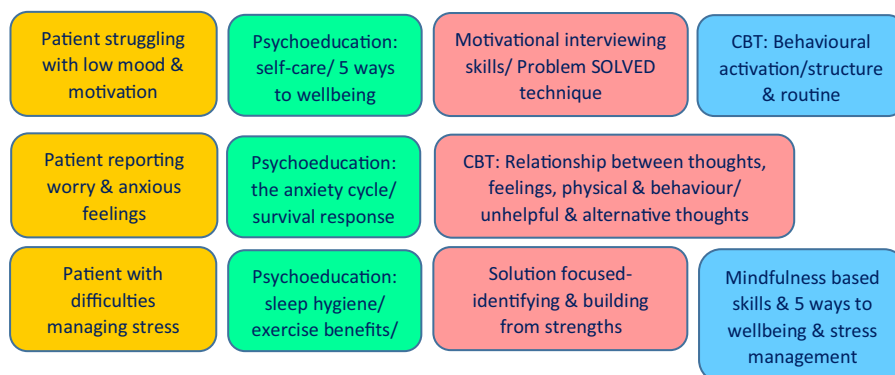 Patient struggling
with low mood &
motivation
Psychoeducation:
self-care/ 5 ways
to wellbeing
Motivational interviewing
skills/ Problem SOLVED
technique
CBT: Behavioural
activation/structure
& routine
Patient reporting
worry & anxious
feelings
Psychoeducation:
the anxiety cycle/
survival response
CBT: Relationship between thoughts,
feelings, physical & behaviour/
unhelpful & alternative thoughts
Patient with
difficulties
managing stress
Psychoeducation:
sleep hygiene/
exercise benefits/
Solution focused-
identifying & building
from strengths
Mindfulness based
skills & 5 ways to
wellbeing & stress
management